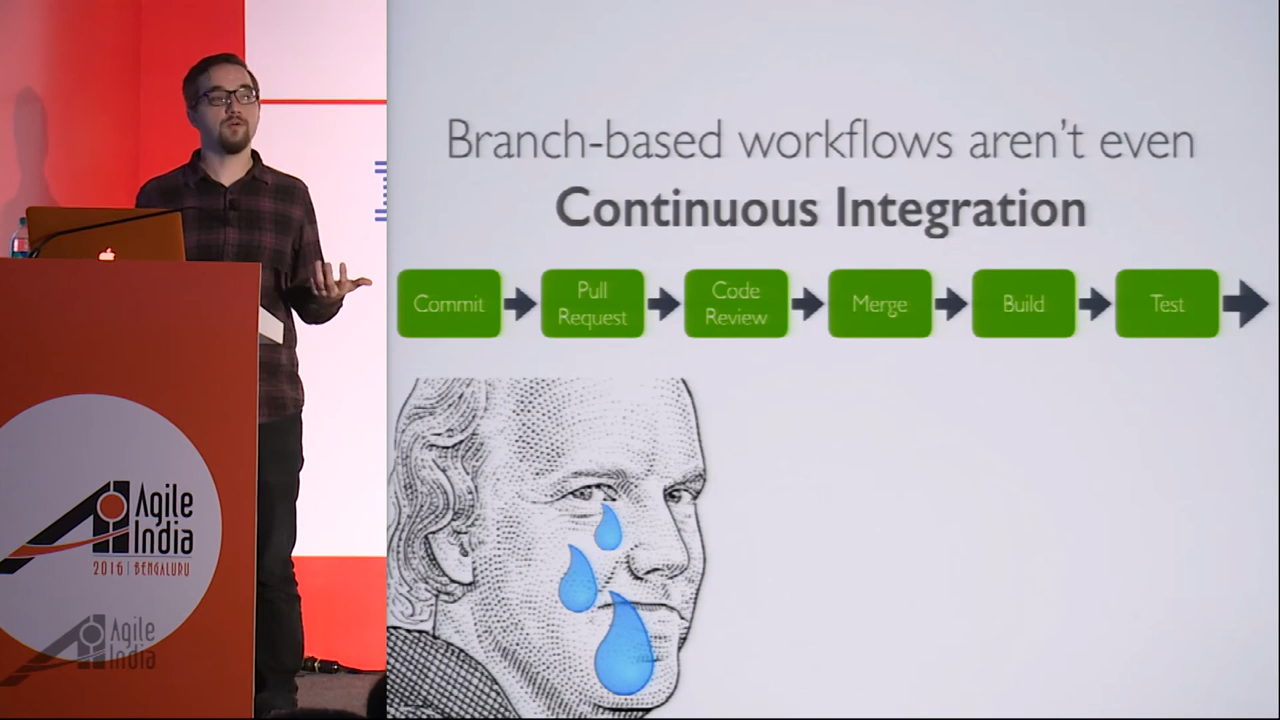 Branch-based workflows aren't even
Continuous Integration
Commit
Pull
Request
Code
Review
Merge
Build
Test
Agile
India
2016 | BENGALURU
Agile
India